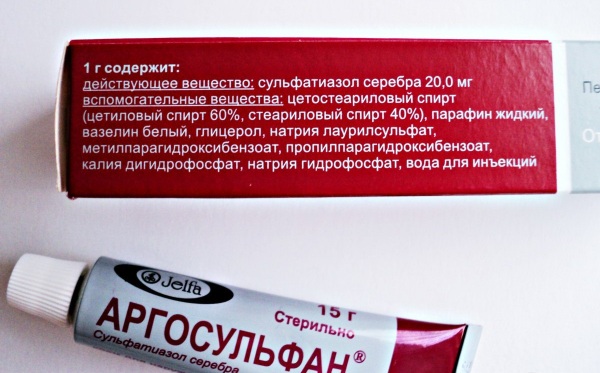 1 г содержит:
действующее вещество: сульфатиазол серебра 20,0 мг
вспомогательные вещества: цетостеариловый спирт
(цетиловый спирт 60%, стеариловый спирт 40%), парафин жидкий,
вазелин белый, глицерол, натрия лаурилсульфат,
метилпарагидроксибензоат, пропилпарагидроксибензоат,
калия дигидрофосфат, натрия гидрофосфат, вода для инъекций
Jelfa
15 г
Стерильно
АРГОСУЛЬФАН®
Сульфатиазол серебра